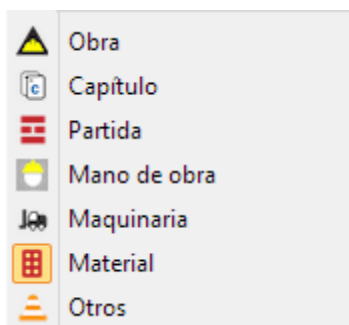 Obra
Capítulo
Partida
Mano de obra
Maquinaria
Material
Otros